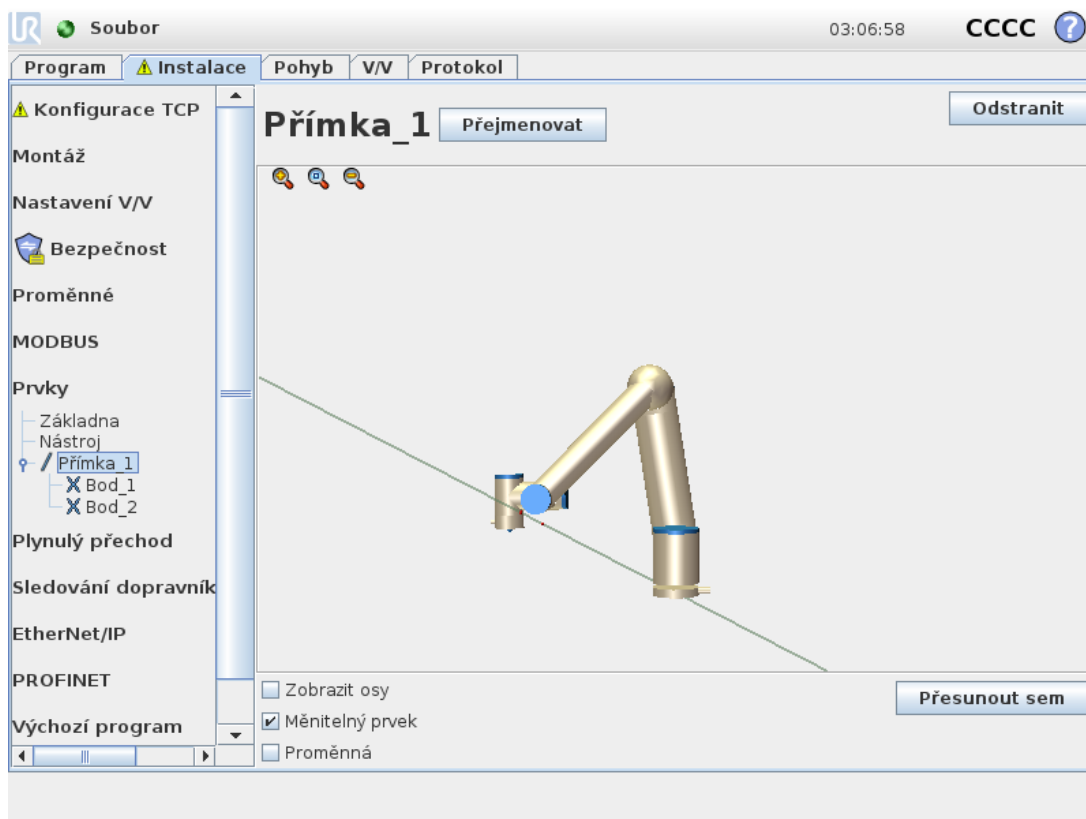 UR Soubor 03:06:58 CCCC ?
Program Instalace Pohyb V/V Protokol
Konfigurace TCP
Montáž
Nastavení V/V
Bezpečnost
Proměnné
MODBUS
Prvky
Základna
Nástroj
Přímka_1
Bod_1
Bod_2
Plynulý přechod
Sledování dopravník
EtherNet/IP
PROFINET
Výchozí program
Přímka_1 Přejmenovat Odstranit
Zobrazit osy
Měnitelný prvek
Proměnná
Přesunout sem